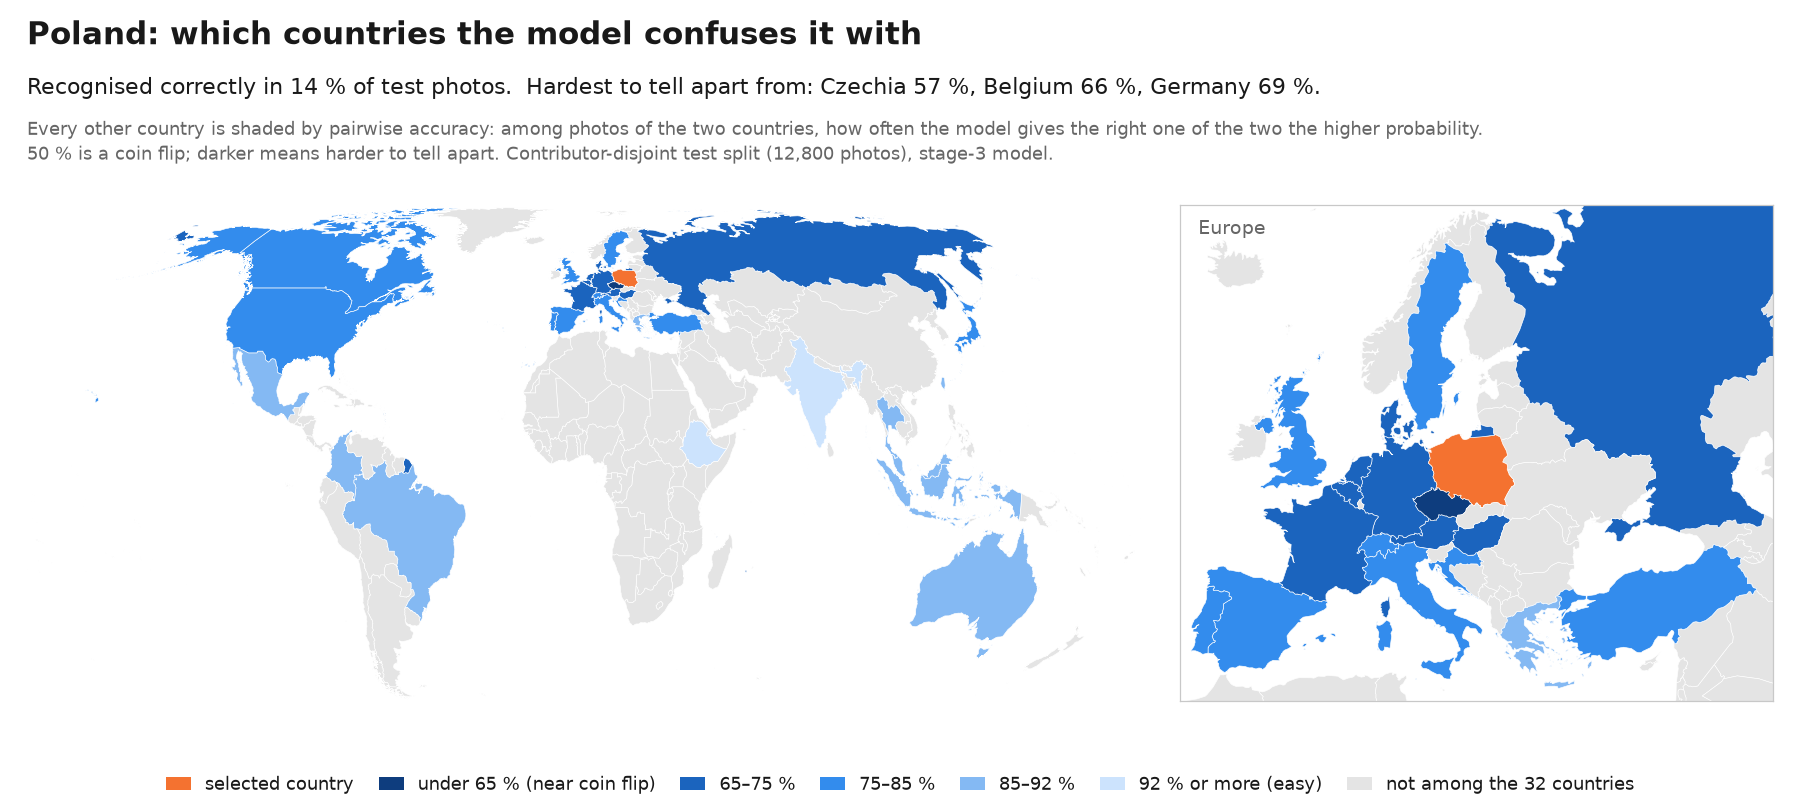 Poland: which countries the model confuses it with
Recognised correctly in 14 % of test photos.  Hardest to tell apart from: Czechia 57 %, Belgium 66 %, Germany 69 %.
Every other country is shaded by pairwise accuracy: among photos of the two countries, how often the model gives the right one of the two the higher probability.
50 % is a coin flip; darker means harder to tell apart. Contributor-disjoint test split (12,800 photos), stage-3 model.
Europe
selected country
under 65 % (near coin flip)
65–75 %
75–85 %
85–92 %
92 % or more (easy)
not among the 32 countries